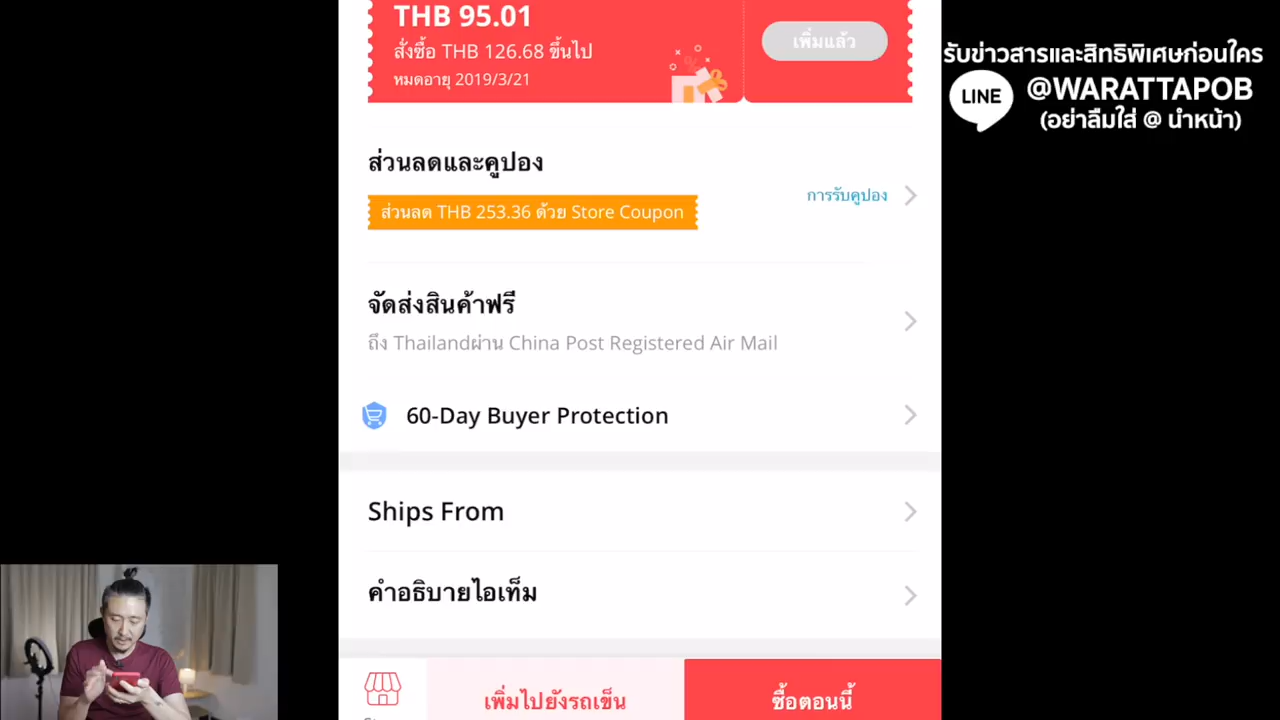 THB 95.01
สั่งซื้อ THB 126.68 ขึ้นไป
หมดอายุ 2019/3/21
เพิ่มแล้ว
รับข่าวสารและสิทธิพิเศษก่อนใคร
LINE
@WARATTAPOB
(อย่าลืมใส่ @ นำหน้า)
ส่วนลดและคูปอง
ส่วนลด THB 253.36 ด้วย Store Coupon
การรับคูปอง
จัดส่งสินค้าฟรี
ถึง Thailandผ่าน China Post Registered Air Mail
60-Day Buyer Protection
Ships From
คำอธิบายไอเท็ม
เพิ่มไปยังรถเข็น
ซื้อตอนนี้